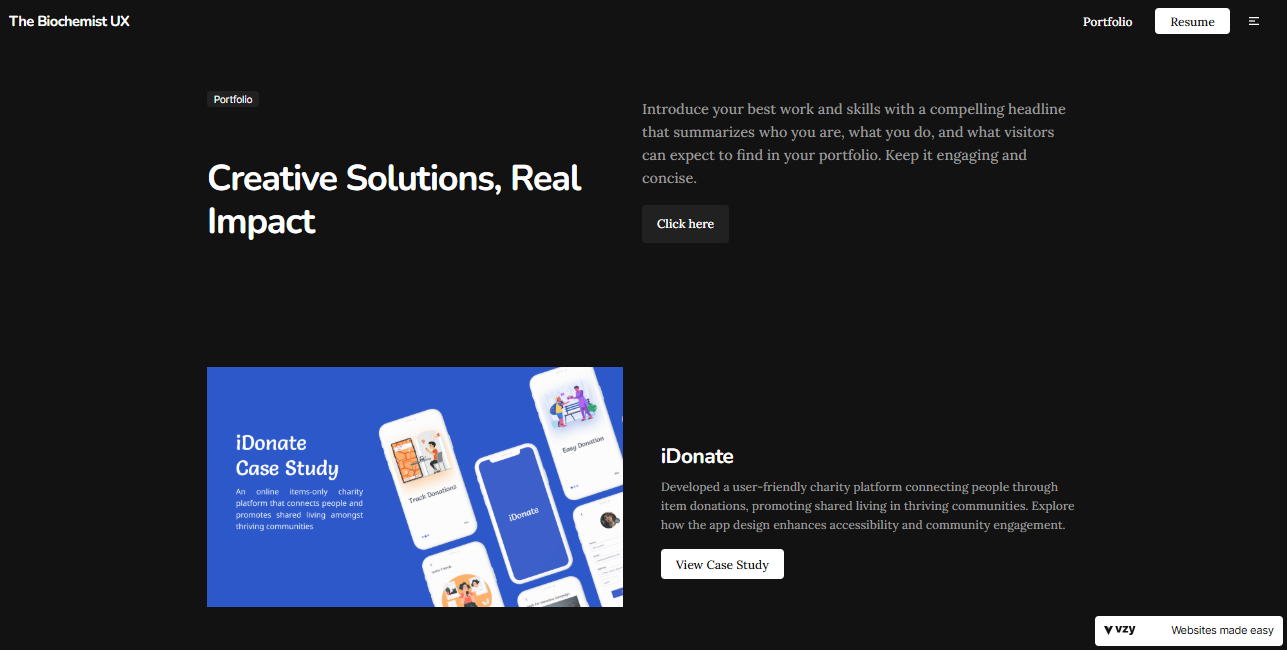 The Biochemist UX
Portfolio
Resume
Portfolio
Creative Solutions, Real
Impact
Introduce your best work and skills with a compelling headline
that summarizes who you are, what you do, and what visitors
can expect to find in your portfolio. Keep it engaging and
concise.
Click here
iDonate
Case Study
An online items-only charity
platform that connects people and
promotes shared living amongst
thriving communities
Track Donations
iDonate
Easy Donation
iDonate
Developed a user-friendly charity platform connecting people through
item donations, promoting shared living in thriving communities. Explore
how the app design enhances accessibility and community engagement.
View Case Study
vzy
Websites made easy